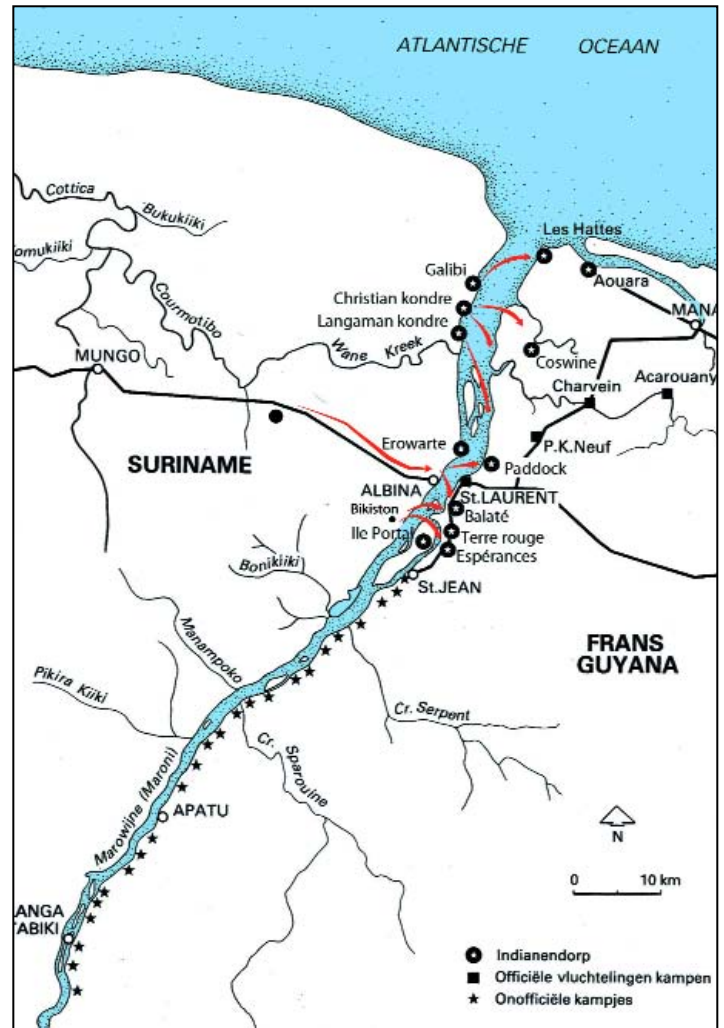 ATLANTISCHE OCEAAN
Cottica
Bukukiiki
Tomukiiki
Courmotibo
Les Hattes
Galibi
Aouara
Christian kondre
MANA
Langaman kondre
MUNGO
Wane Kreek
Coswine
Charvein
Acarouany
Erowarte
P.K.Neuf
SURINAME
Paddock
ALBINA
St.LAURENT
Bikiston
Balaté
Ile Portal
Terre rouge
Espérances
Bonikiiki
St.JEAN
Manampoko
FRANS
GUYANA
Pikira Kiiki
Cr. Serpent
Cr. Sparouine
Marowijne (Maroni)
APATU
N
0 10 km
LANGA
TABIKI
Indianendorp
Officiële vluchtelingen kampen
Onofficiële kampjes